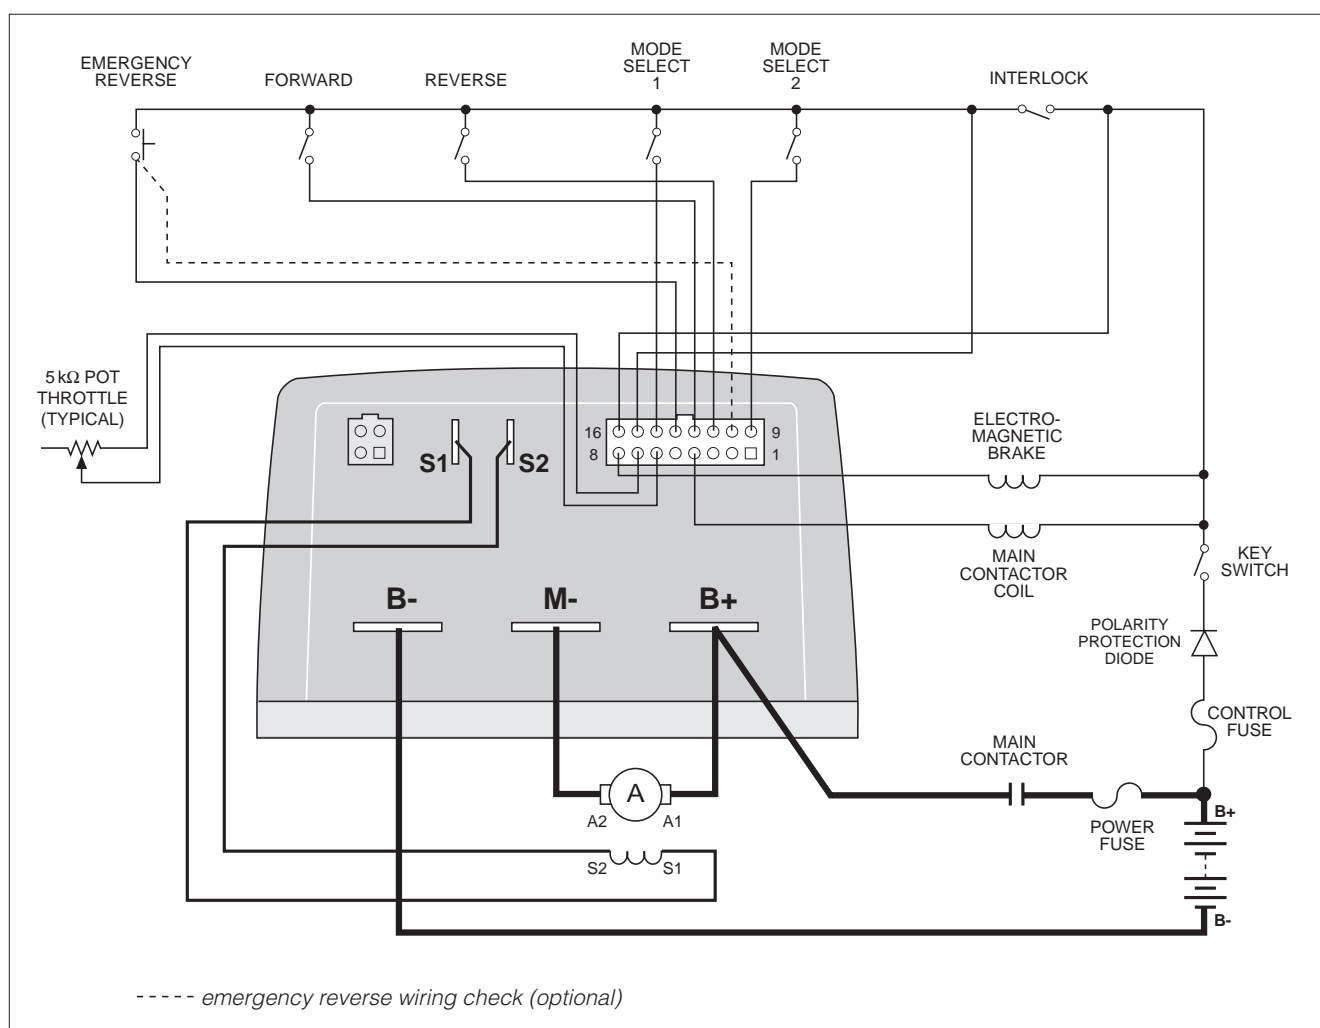 EMERGENCY
REVERSE
FORWARD
REVERSE
MODE
SELECT
1
MODE
SELECT
2
INTERLOCK
5 kΩ POT
THROTTLE
(TYPICAL)
16
9
8
1
S1
S2
ELECTRO-
MAGNETIC
BRAKE
MAIN
CONTACTOR
COIL
KEY
SWITCH
B-
M-
B+
POLARITY
PROTECTION
DIODE
CONTROL
FUSE
MAIN
CONTACTOR
A
A2
A1
POWER
FUSE
B+
S2
S1
B-
emergency reverse wiring check (optional)